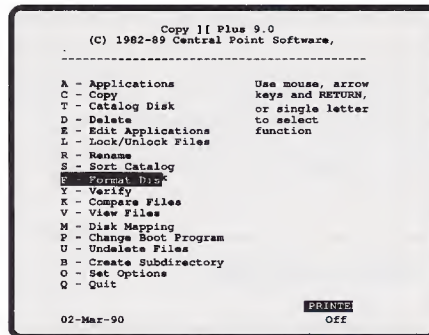 Copy ][ Plus 9.0
(C) 1982-89 Central Point Software,
A - Applications
C - Copy
T - Catalog Disk
D - Delete
E - Edit Applications
L - Lock/Unlock Files
R - Rename
S - Sort Catalog
F - Format Disk
Y - Verify
K - Compare Files
V - View Files
M - Disk Mapping
P - Change Boot Program
U - Undelete Files
B - Create Subdirectory
O - Set Options
Q - Quit
Use mouse, arrow
keys and RETURN,
or single letter
to select
function
02-Mar-90
PRINTE
Off